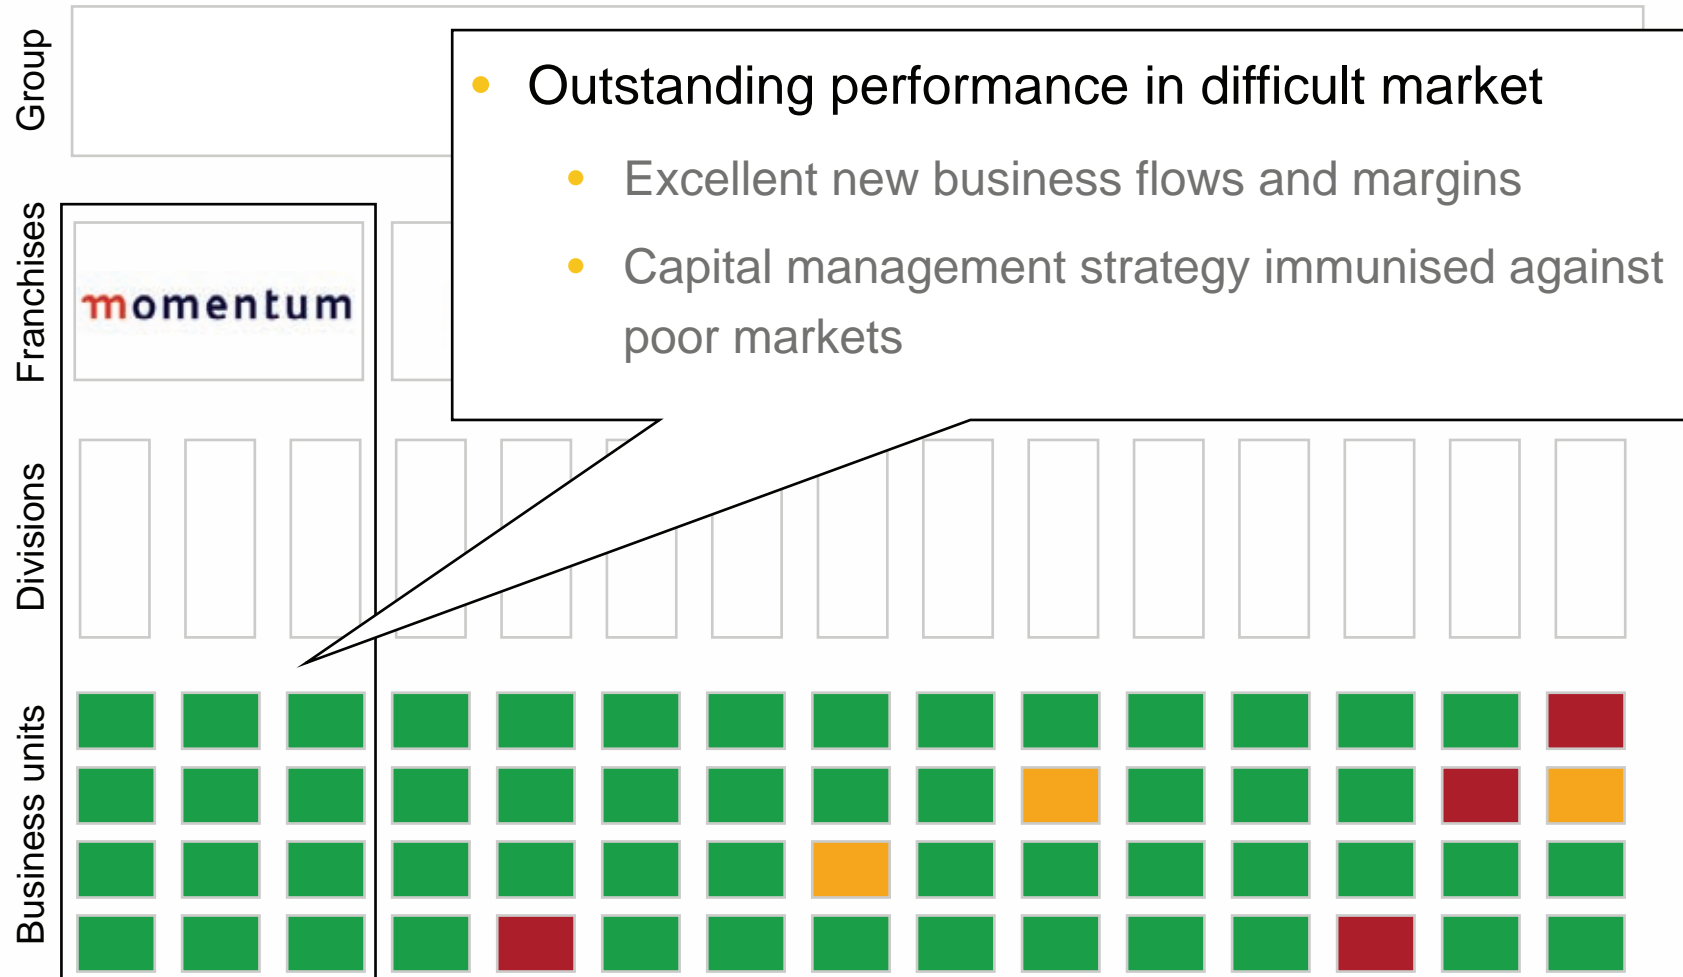 Group
Franchises
Divisions
Business units
momentum
Outstanding performance in difficult market
Excellent new business flows and margins
Capital management strategy immunised against
poor markets